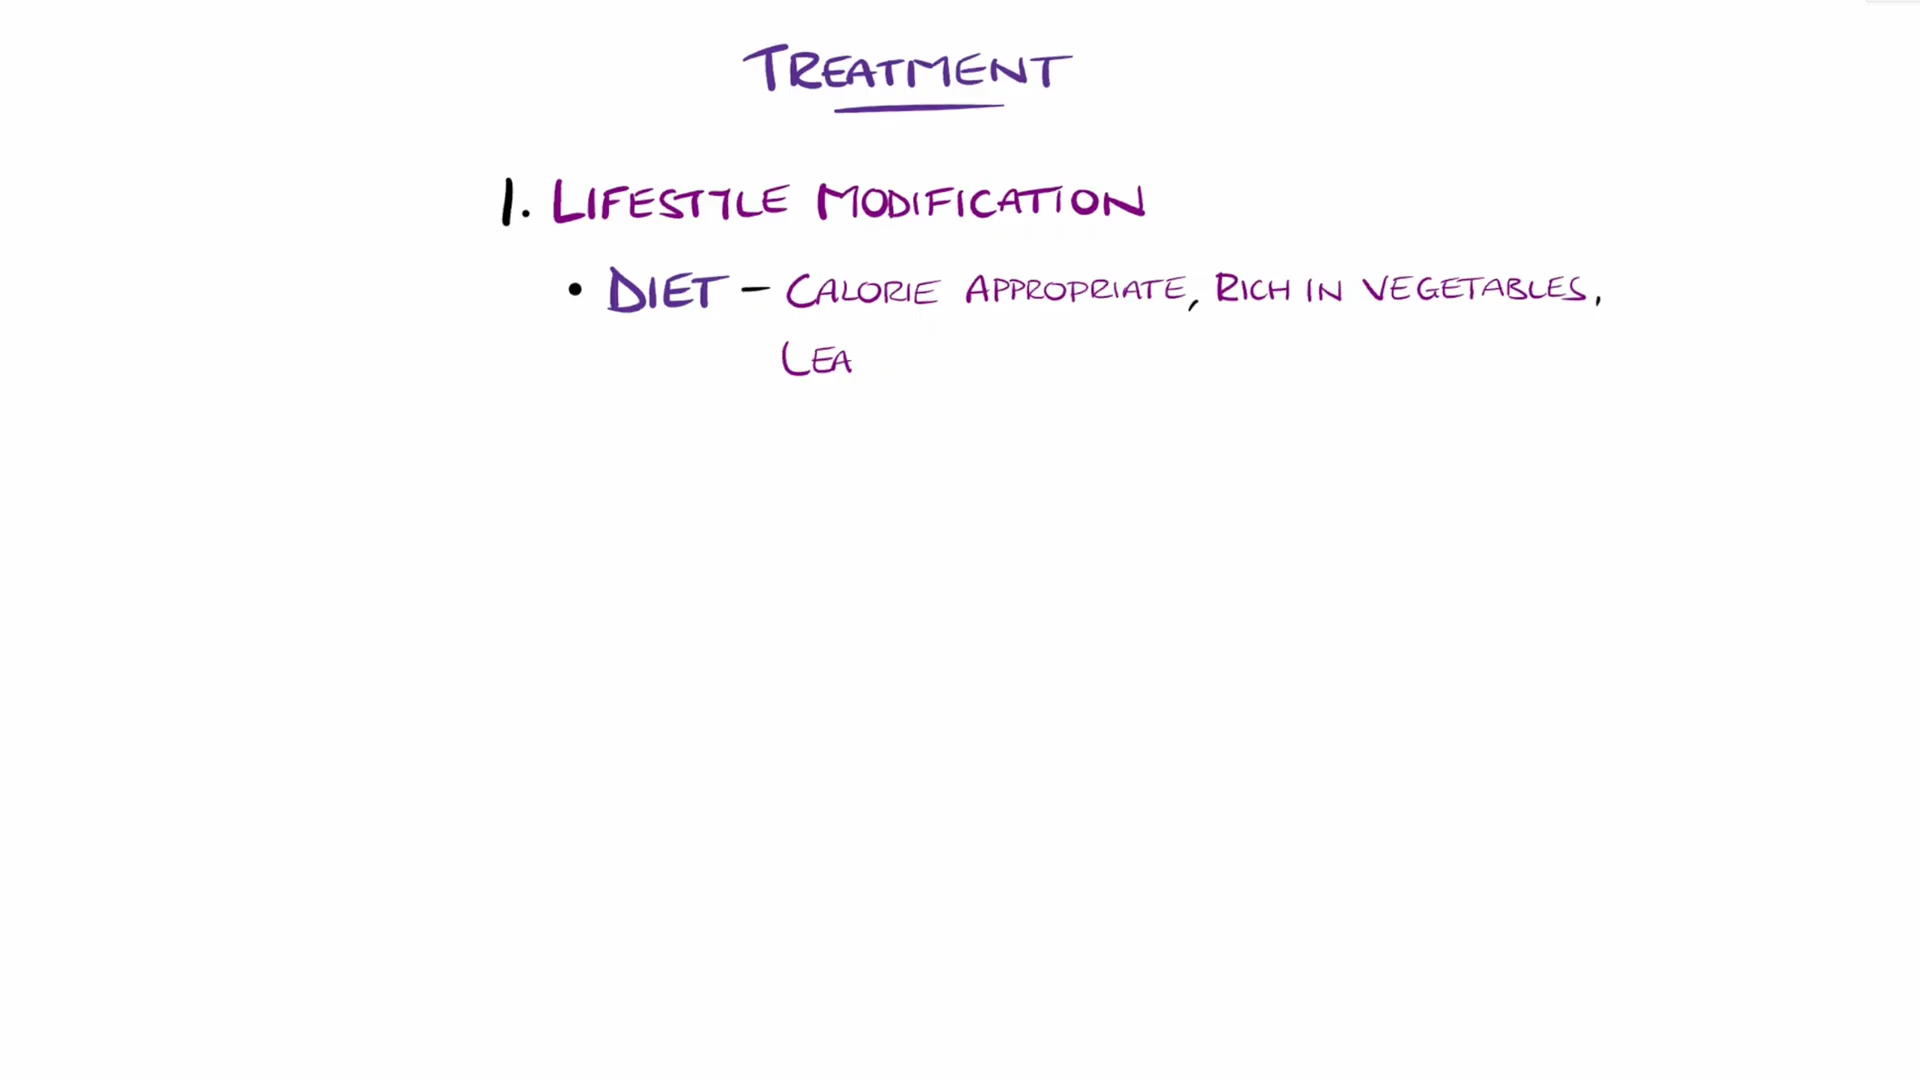 TREATMENT
1. LIFESTYLE MODIFICATION
• DIET – CALORIE APPROPRIATE, RICH IN VEGETABLES,
LEA